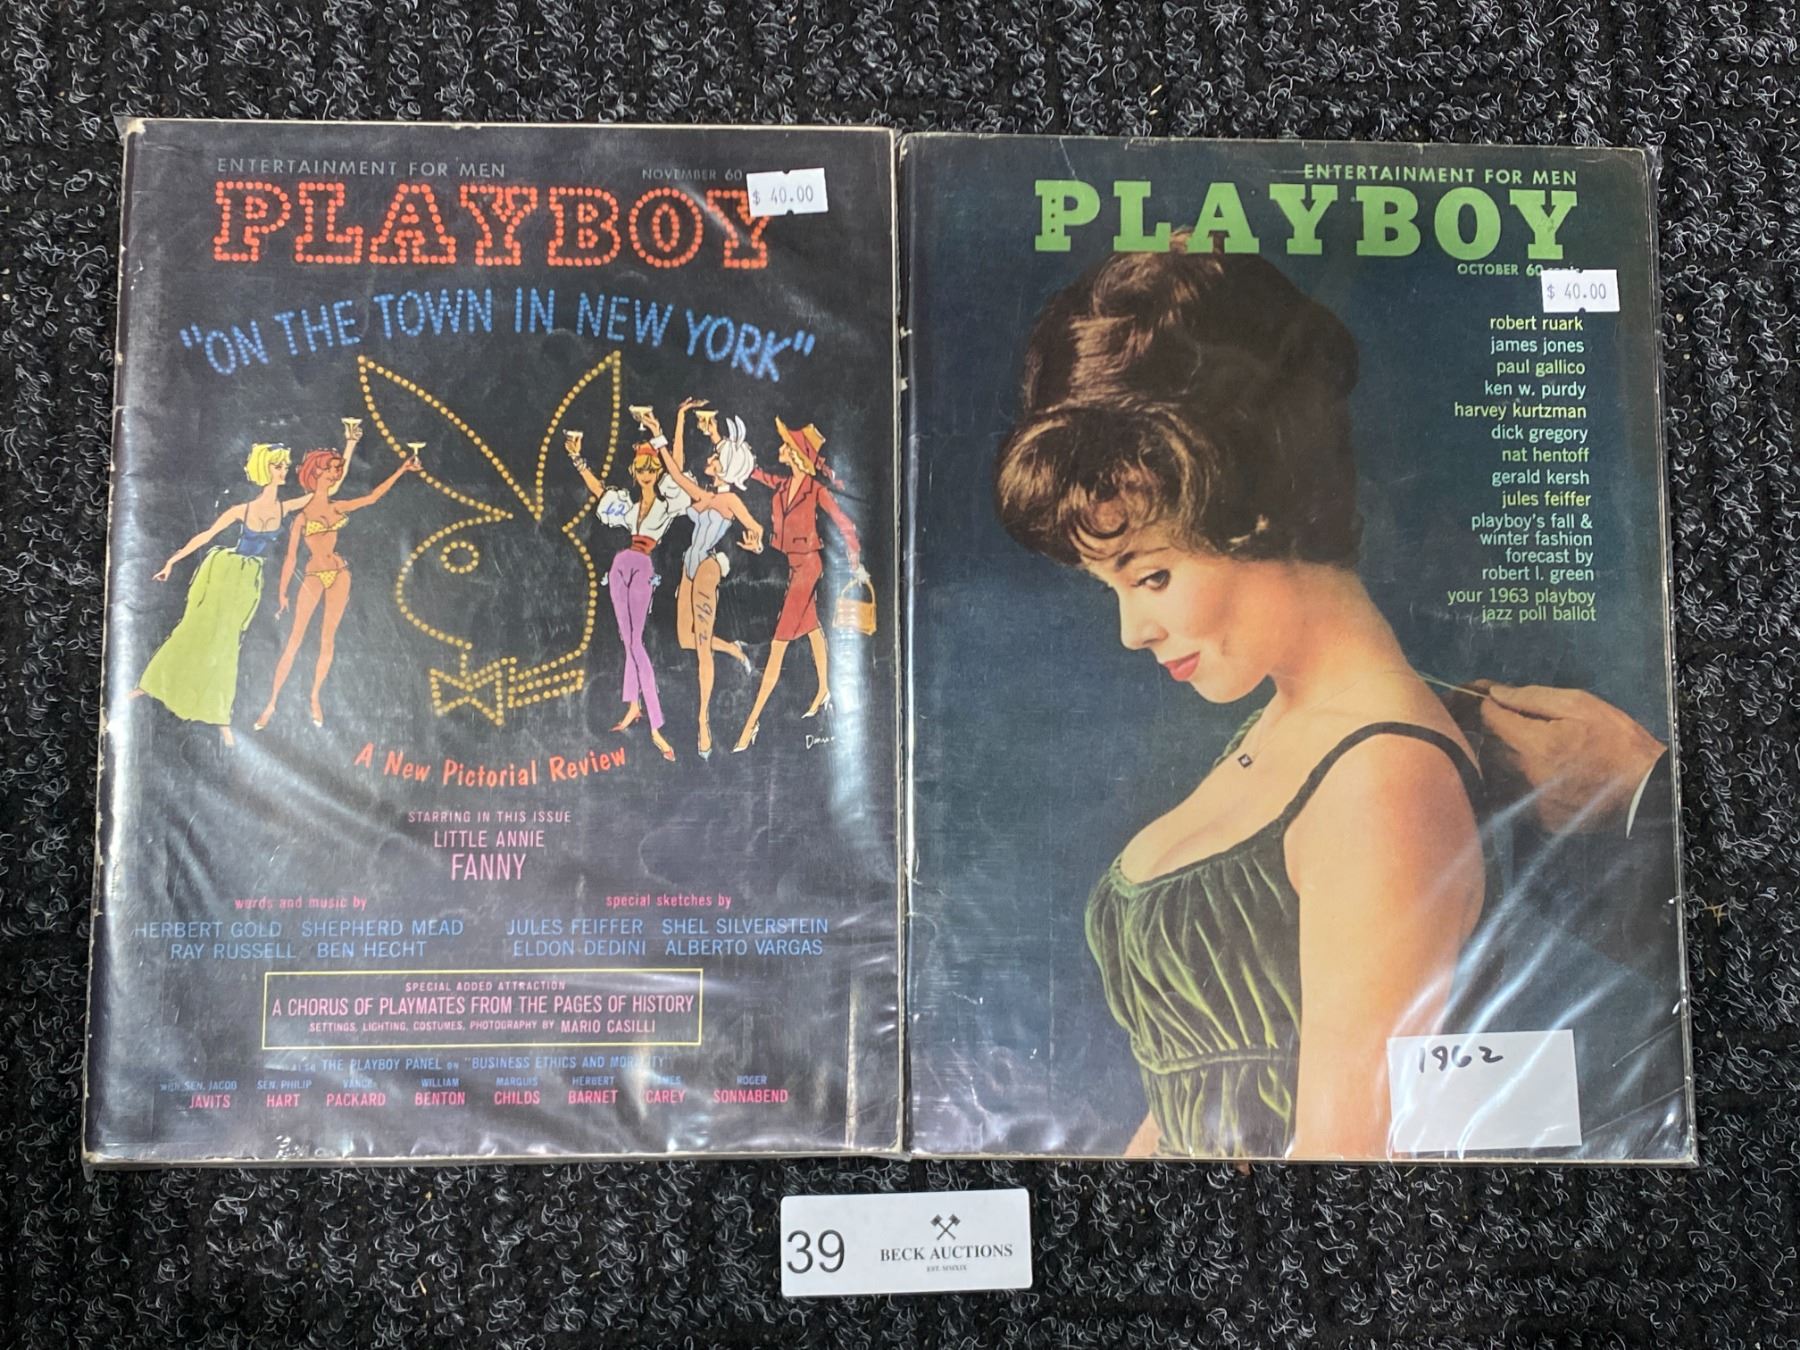 ENTERTAINMENT FOR MEN
NOVEMBER 60
$ 40.00
PLAYBOY
"ON THE TOWN IN NEW YORK"
62
1962
A New Pictorial Review
STARRING IN THIS ISSUE
LITTLE ANNIE
FANNY
words and music by
HERBERT GOLD SHEPHERD MEAD
RAY RUSSELL BEN HECHT
special sketches by
JULES FEIFFER SHEL SILVERSTEIN
ELDON DEDINI ALBERTO VARGAS
SPECIAL ADDED ATTRACTION
A CHORUS OF PLAYMATES FROM THE PAGES OF HISTORY
SETTINGS, LIGHTING, COSTUMES, PHOTOGRAPHY BY MARIO CASILLI
ALSO THE PLAYBOY PANEL ON "BUSINESS ETHICS AND MORALITY"
WITH SEN. JACOB JAVITS
SEN. PHILIP HART
VANCE PACKARD
WILLIAM BENTON
MARQUIS CHILDS
HERBERT BARNET
JAMES CAREY
ROGER SONNABEND
ENTERTAINMENT FOR MEN
PLAYBOY
OCTOBER 60 cents
$ 40.00
robert ruark
james jones
paul gallico
ken w. purdy
harvey kurtzman
dick gregory
nat hentoff
gerald kersh
jules feiffer
playboy's fall &
winter fashion
forecast by
robert l. green
your 1963 playboy
jazz poll ballot
1962
39
BECK AUCTIONS
EST. MMXIX